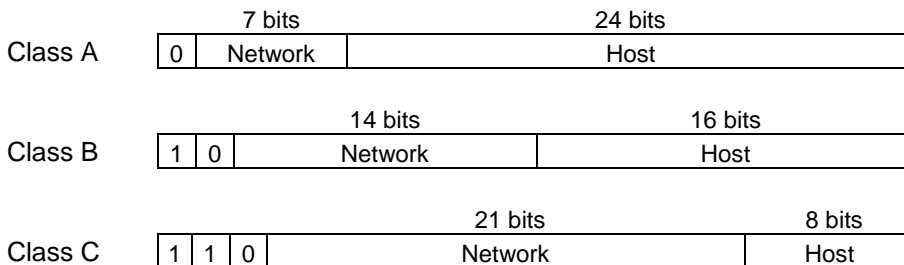 7 bits 24 bits
Class A 0 Network Host
14 bits 16 bits
Class B 1 0 Network Host
21 bits 8 bits
Class C 1 1 0 Network Host